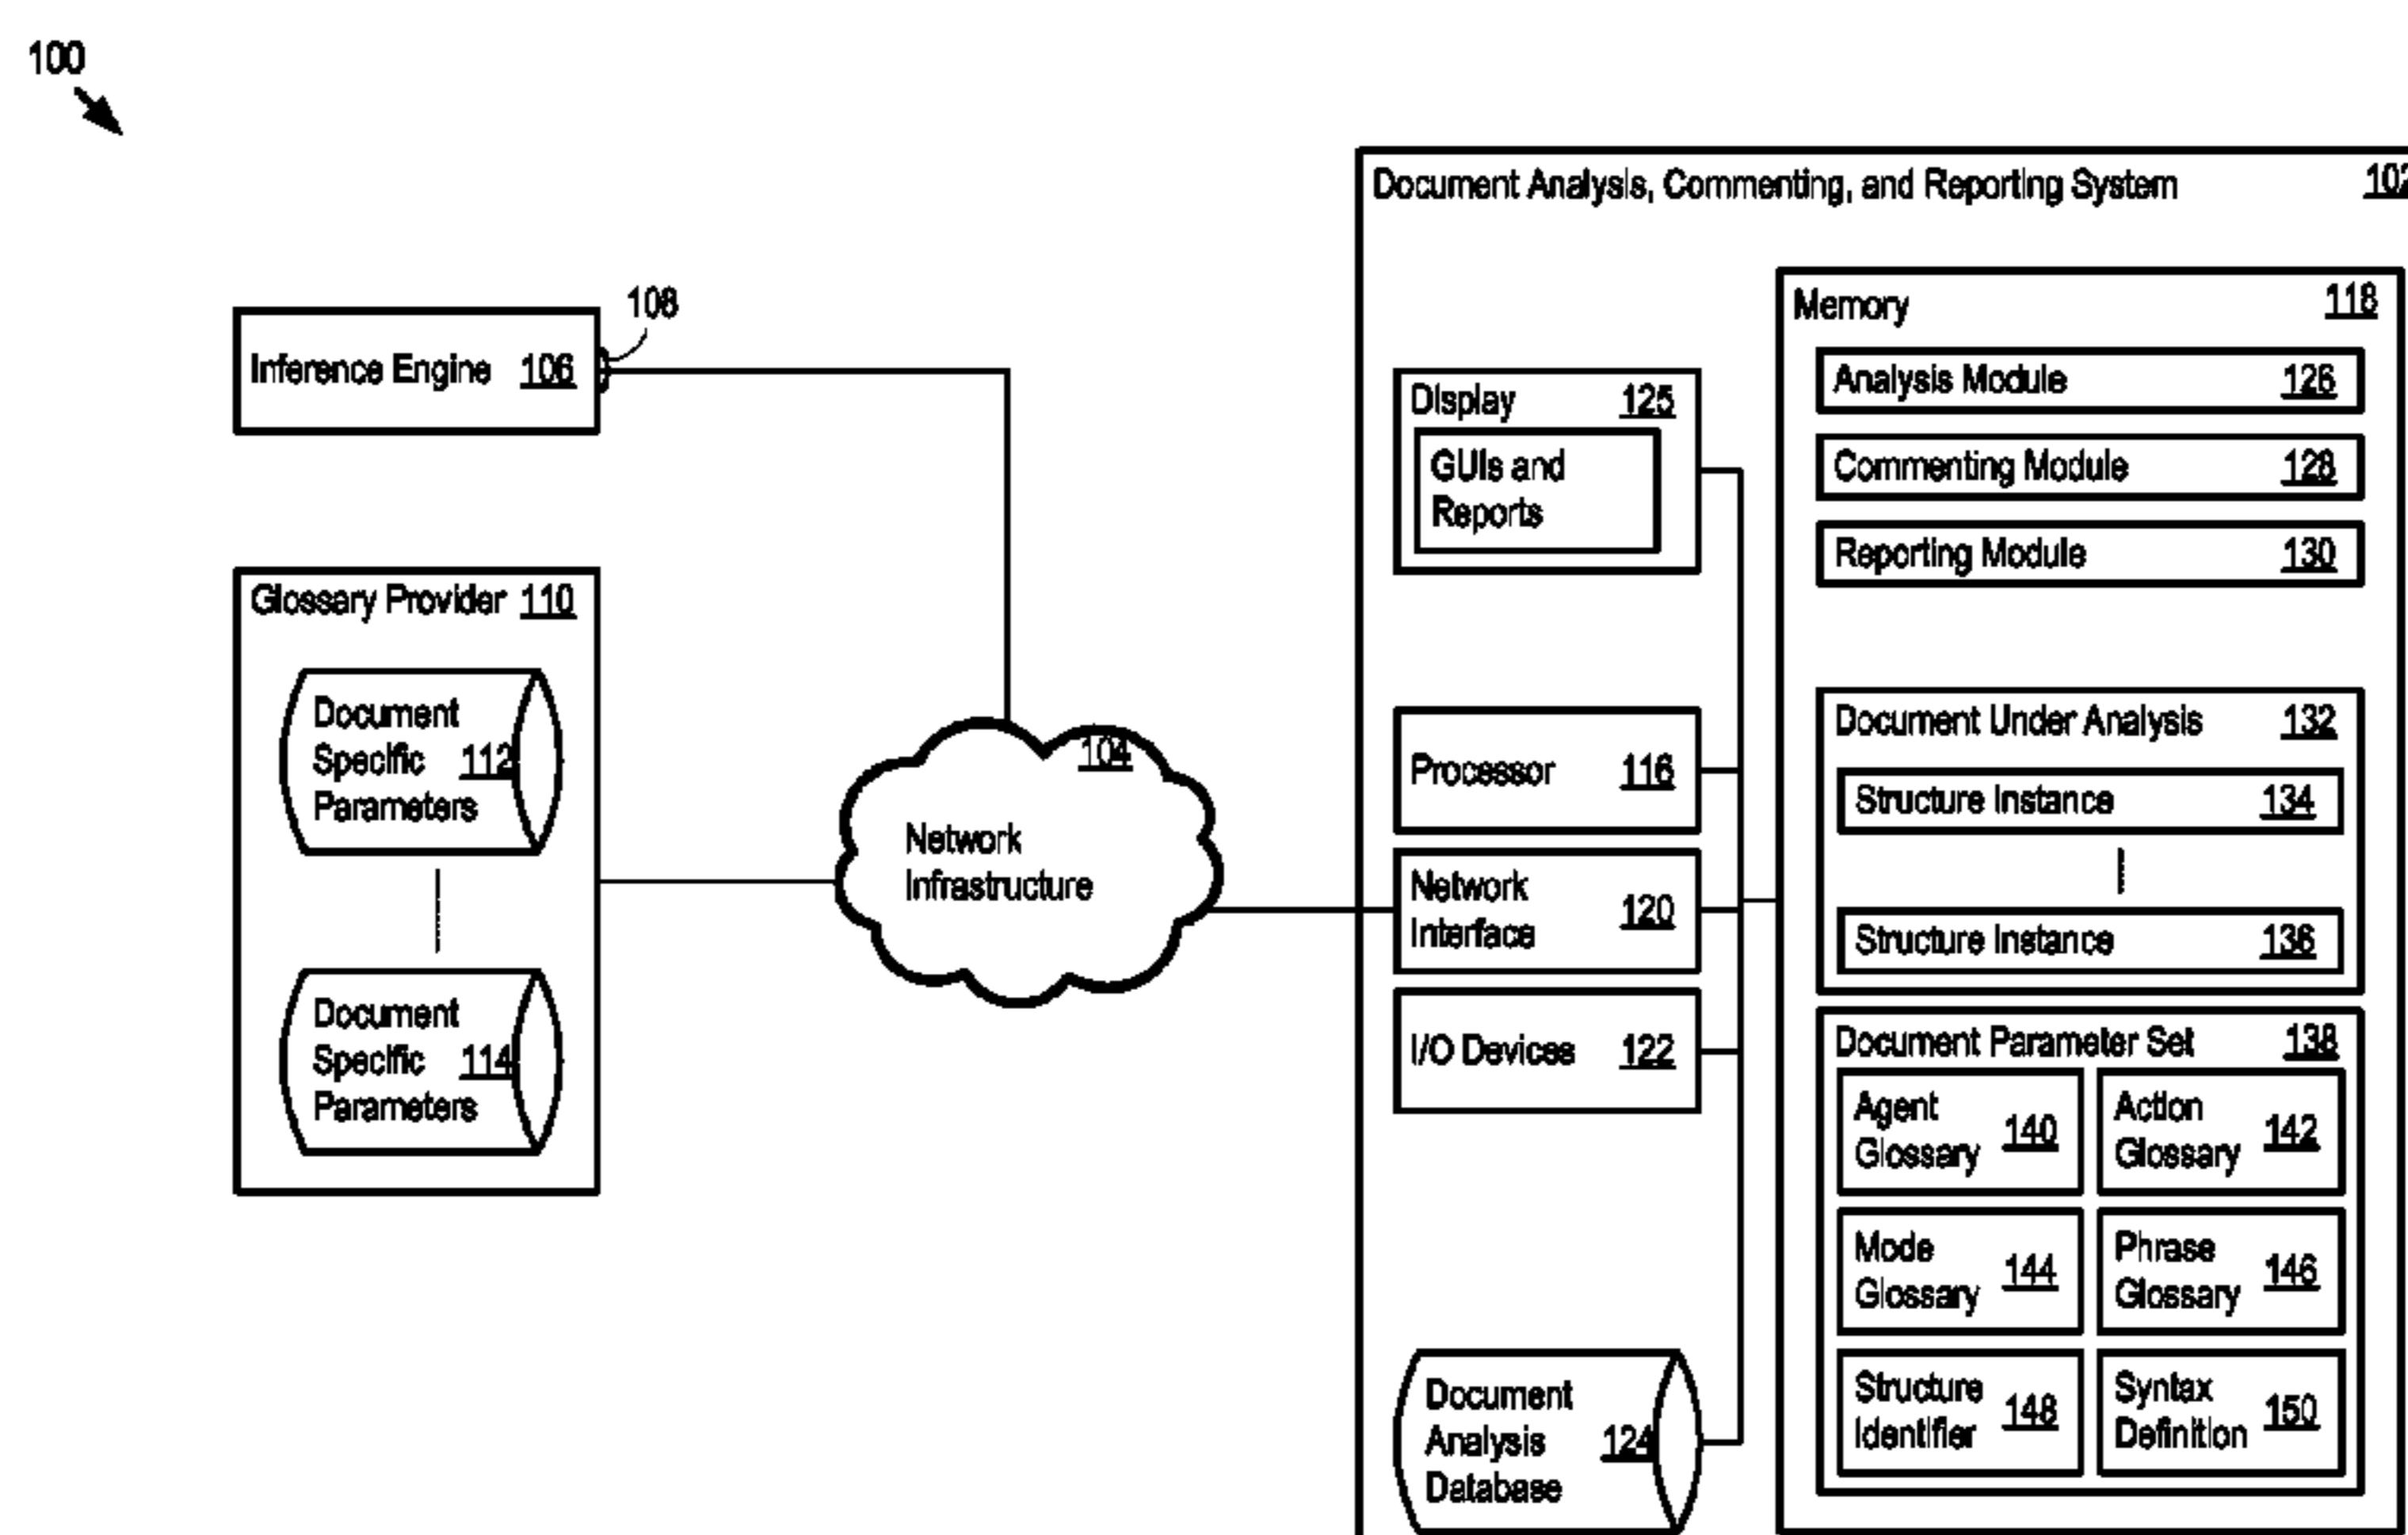 100
Document Analysis, Commenting, and Reporting System 102
108
Inference Engine 106
Glossary Provider 110
Document
Specific 112
Parameters
Document
Specific 114
Parameters
104
Network
Infrastructure
Display 125
GUIs and
Reports
Processor 116
Network
Interface 120
I/O Devices 122
Document
Analysis 124
Database
Memory 118
Analysis Module 126
Commenting Module 128
Reporting Module 130
Document Under Analysis 132
Structure Instance 134
Structure Instance 136
Document Parameter Set 138
Agent
Glossary 140
Action
Glossary 142
Mode
Glossary 144
Phrase
Glossary 146
Structure
Identifier 148
Syntax
Definition 150